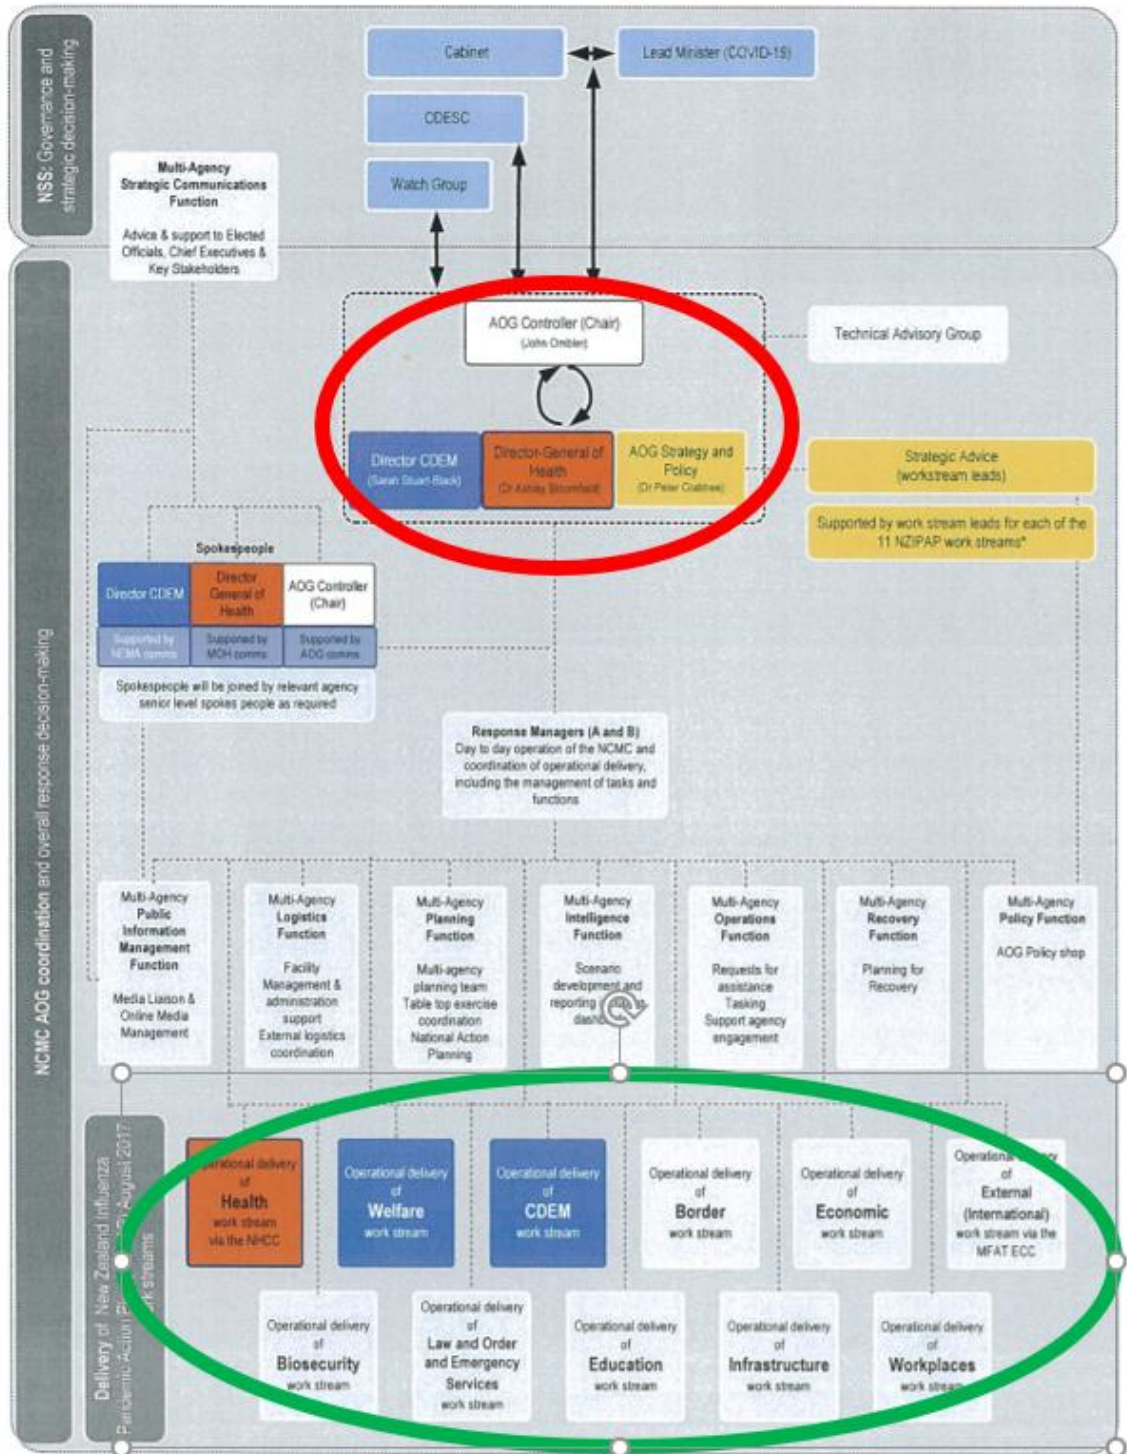 NSS: Governance and
strategic decision-making
Cabinet
Lead Minister (COVID-19)
CDESC
Watch Group
Multi-Agency
Strategic Communications
Function
Advice & support to Elected
Officials, Chief Executives &
Key Stakeholders
NCMC AOG coordination and overall response decision-making
AOG Controller (Chair)
(John Ombler)
Technical Advisory Group
Director CDEM
(Sarah Stuart-Black)
Director-General of
Health
(Dr Ashley Bloomfield)
AOG Strategy and
Policy
(Dr Peter Crabtree)
Strategic Advice
(workstream leads)
Supported by work stream leads for each of the
11 NZIPAP work streams*
Spokespeople
Director CDEM
Director
General of
Health
AOG Controller
(Chair)
Supported by
NEMA comms
Supported by
MOH comms
Supported by
AOG comms
Spokespeople will be joined by relevant agency
senior level spokes people as required
Response Managers (A and B)
Day to day operation of the NCMC and
coordination of operational delivery,
including the management of tasks and
functions
Multi-Agency
Public
Information
Management
Function
Media Liaison &
Online Media
Management
Multi-Agency
Logistics
Function
Facility
Management &
administration
support
External logistics
coordination
Multi-Agency
Planning
Function
Multi-agency
planning team
Table top exercise
coordination
National Action
Planning
Multi-Agency
Intelligence
Function
Scenario
development and
reporting
Multi-Agency
Operations
Function
Requests for
assistance
Tasking
Support agency
engagement
Multi-Agency
Recovery
Function
Planning for
Recovery
Multi-Agency
Policy Function
AOG Policy shop
Delivery of New Zealand Influenza
Pandemic Action August 2017
streams
Operational delivery
of
Health
work stream
via the NHCC
Operational delivery
of
Welfare
work stream
Operational delivery
of
CDEM
work stream
Operational delivery
of
Border
work stream
Operational delivery
of
Economic
work stream
Operational delivery
of
External
(International)
work stream via the
MFAT ECC
Operational delivery
of
Biosecurity
work stream
Operational delivery
of
Law and Order
and Emergency
Services
work stream
Operational delivery
of
Education
work stream
Operational delivery
of
Infrastructure
work stream
Operational delivery
of
Workplaces
work stream